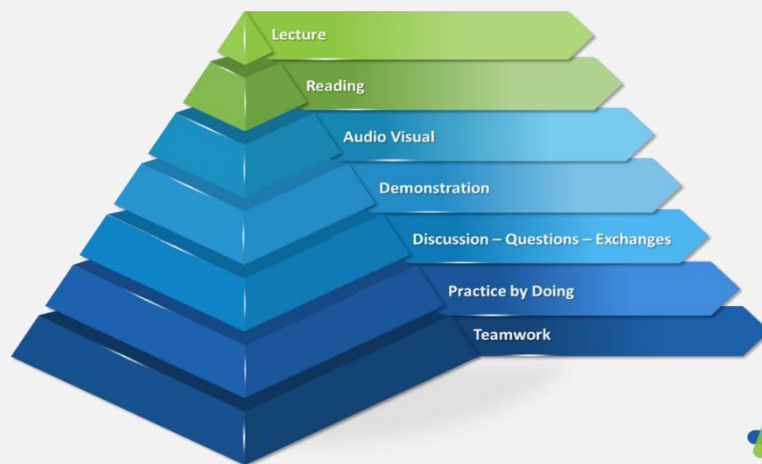 Lecture
Reading
Audio Visual
Demonstration
Discussion – Questions – Exchanges
Practice by Doing
Teamwork